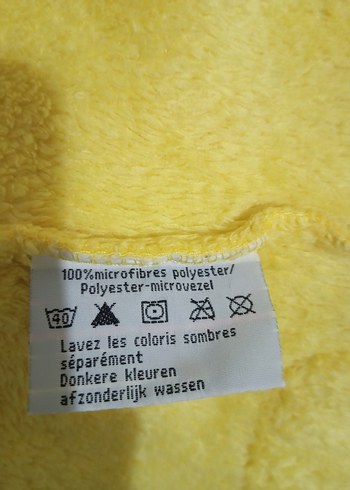 100%microfibres polyester/
Polyester-microvezel
40
Lavez les coloris sombres
séparément
Donkere kleuren
afzonderlijk wassen